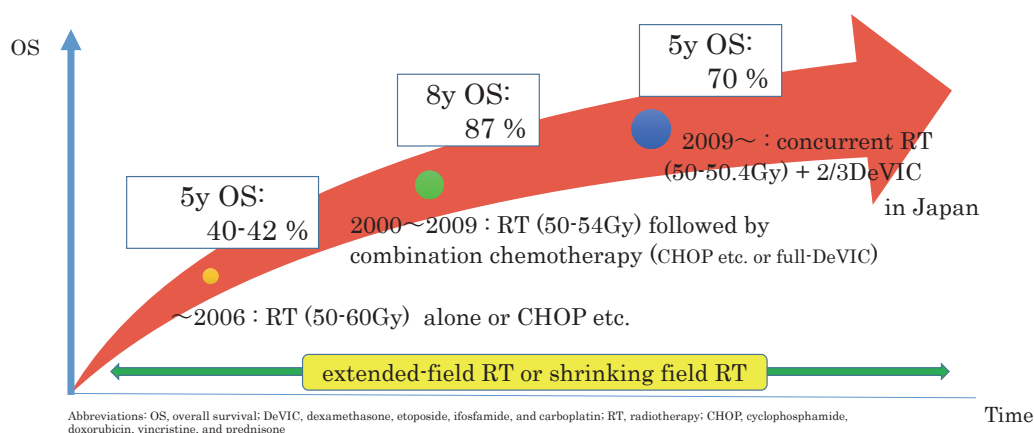 OS
5y OS:
70 %
8y OS:
87 %
2009～ : concurrent RT
(50-50.4Gy) + 2/3DeVIC
in Japan
5y OS:
40-42 %
2000～2009 : RT (50-54Gy) followed by
combination chemotherapy (CHOP etc. or full-DeVIC)
～2006 : RT (50-60Gy) alone or CHOP etc.
extended-field RT or shrinking field RT
Time
Abbreviations: OS, overall survival; DeVIC, dexamethasone, etoposide, ifosfamide, and carboplatin; RT, radiotherapy; CHOP, cyclophosphamide,
doxorubicin, vincristine, and prednisone